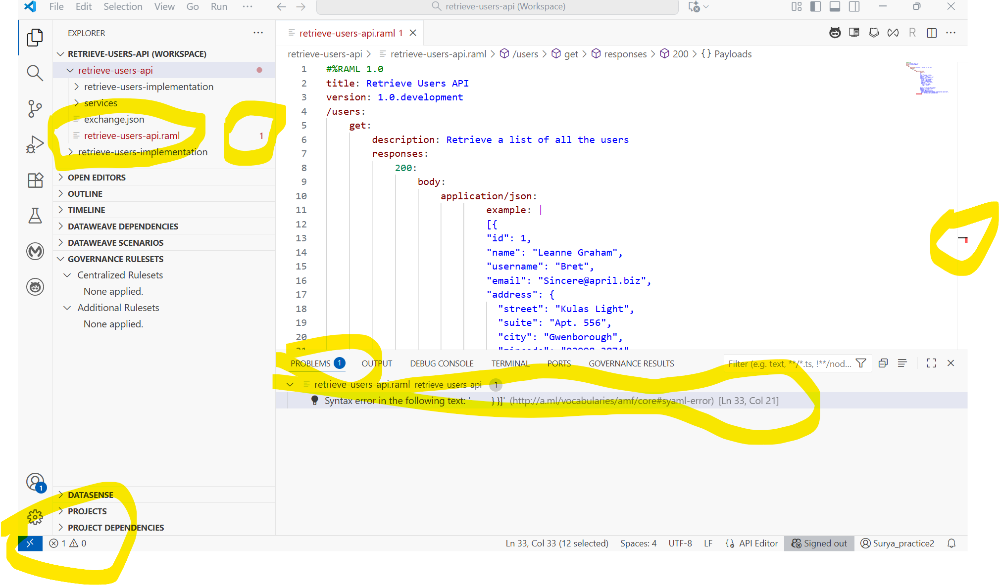 File Edit Selection View Go Run ··· retrieve-users-api (Workspace)
EXPLORER ···
RETRIEVE-USERS-API (WORKSPACE)
retrieve-users-api
retrieve-users-implementation
services
exchange.json
retrieve-users-api.raml 1
retrieve-users-implementation
OPEN EDITORS
OUTLINE
TIMELINE
DATAWEAVE DEPENDENCIES
DATAWEAVE SCENARIOS
GOVERNANCE RULESETS
Centralized Rulesets
None applied.
Additional Rulesets
None applied.
DATASENSE
PROJECTS
PROJECT DEPENDENCIES
1
retrieve-users-api.raml 1
R ···
retrieve-users-api > retrieve-users-api.raml > /users > get > responses > 200 > {} Payloads
1 #%RAML 1.0
2 title: Retrieve Users API
3 version: 1.0.development
4 /users:
5 get:
6 description: Retrieve a list of all the users
7 responses:
8 200:
9 body:
10 application/json:
11 example: |
12 [{
13 "id": 1,
14 "name": "Leanne Graham",
15 "username": "Bret",
16 "email": "Sincere@april.biz",
17 "address": {
18 "street": "Kulas Light",
19 "suite": "Apt. 556",
20 "city": "Gwenborough",
PROBLEMS 1 OUTPUT DEBUG CONSOLE TERMINAL PORTS GOVERNANCE RESULTS Filter (e.g. text, **/*.ts, !**/nod...
retrieve-users-api.raml retrieve-users-api 1
Syntax error in the following text: ' } }]' (http://a.ml/vocabularies/amf/core#syaml-error) [Ln 33, Col 21]
1 0 Ln 33, Col 33 (12 selected) Spaces: 4 UTF-8 LF API Editor Signed out Surya_practice2